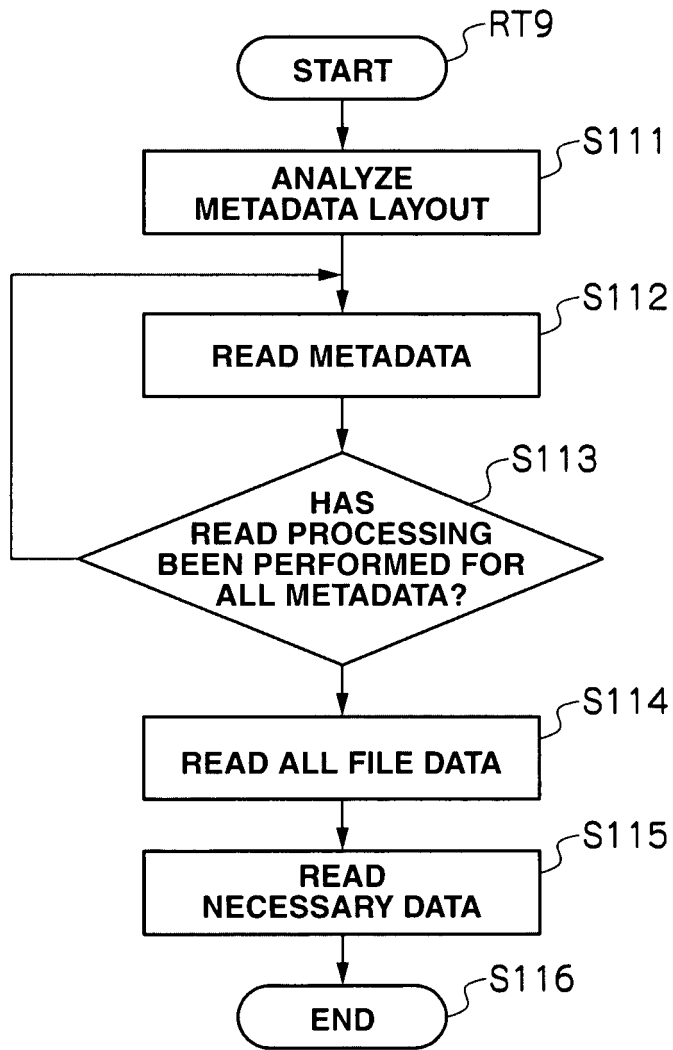 RT9
START
S111
ANALYZE
METADATA LAYOUT
S112
READ METADATA
S113
HAS
READ PROCESSING
BEEN PERFORMED FOR
ALL METADATA?
S114
READ ALL FILE DATA
S115
READ
NECESSARY DATA
S116
END